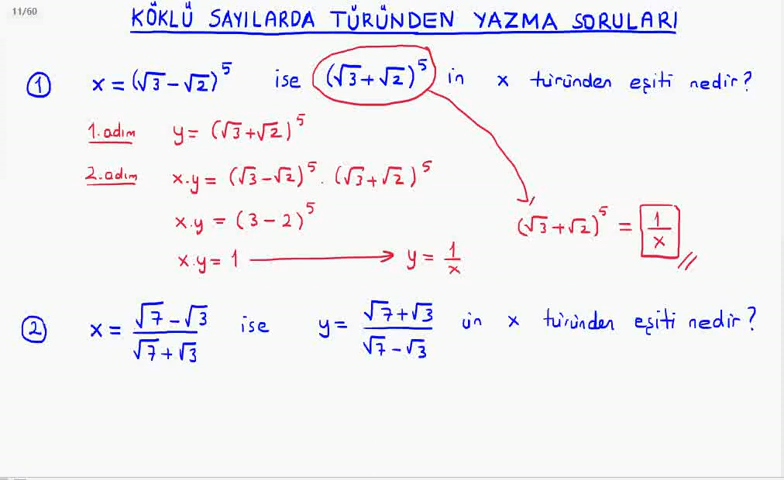 11/60
KÖKLÜ SAYILARDA TÜRÜNDEN YAZMA SORULARI
① x = (√3 − √2)⁵ ise (√3 + √2)⁵ in x türünden eşiti nedir?
1. adım y = (√3 + √2)⁵
2. adım x.y = (√3 − √2)⁵ . (√3 + √2)⁵
x.y = (3 − 2)⁵
(√3 + √2)⁵ = 1/x //
x.y = 1 → y = 1/x
② x = (√7 − √3)/(√7 + √3) ise y = (√7 + √3)/(√7 − √3) ün x türünden eşiti nedir?